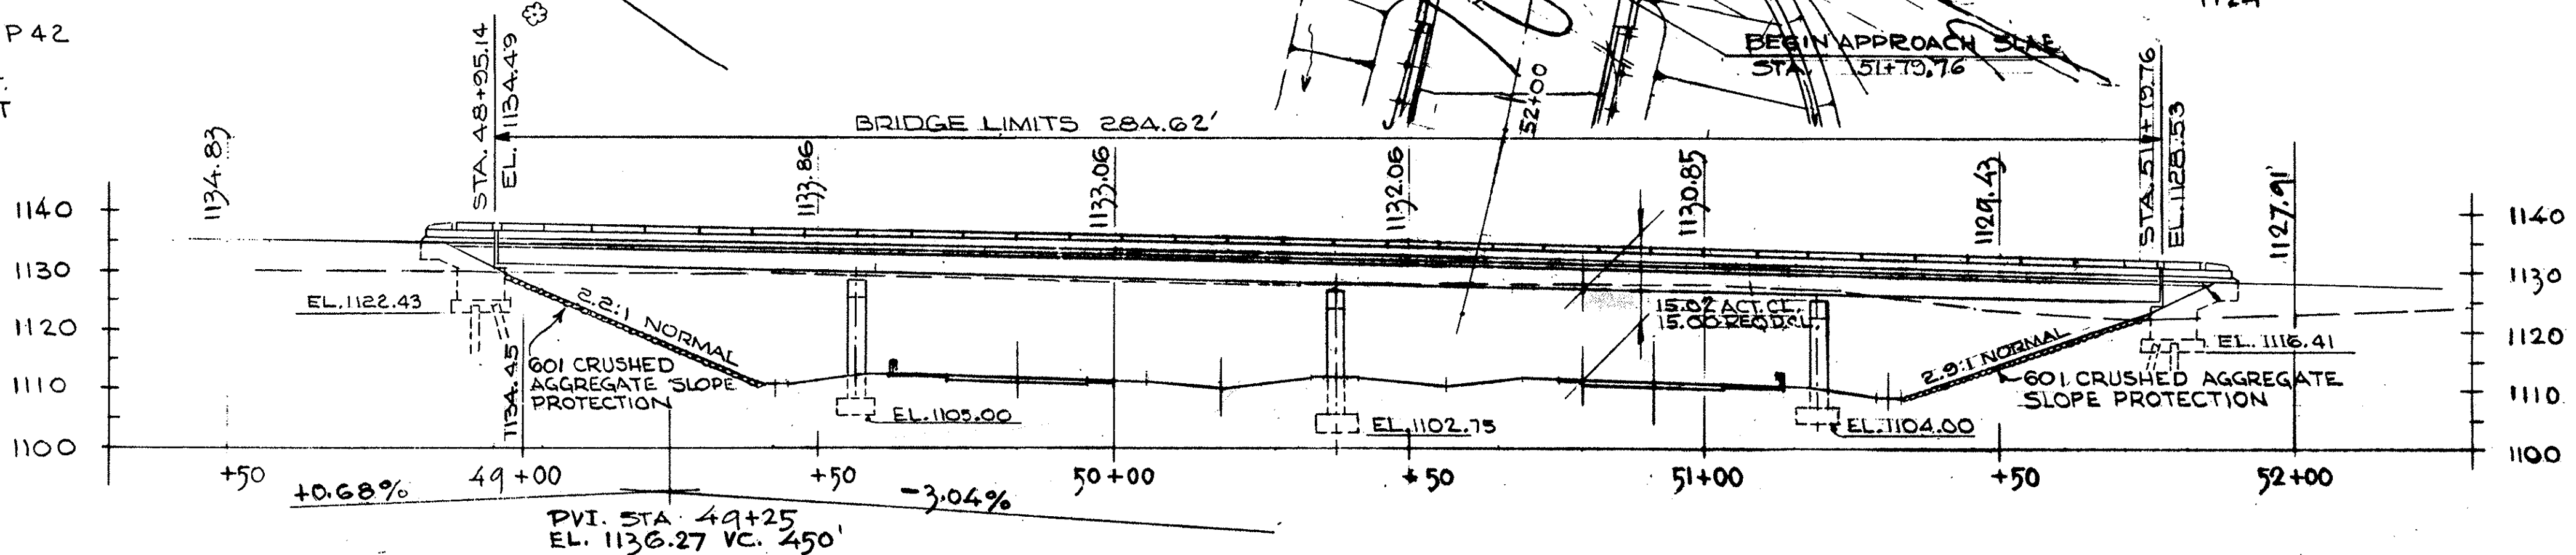 P 42
T
STA. 48+95.14
EL. 1134.49
BEGIN APPROACH SLAB
STA. 51+79.76
52+00
BRIDGE LIMITS 284.62'
STA. 51+79.76
EL. 1128.53
1134.83
1133.86
1133.06
1132.06
1130.85
1129.43
1127.91'
1140
1130
1120
1110
1100
1140
1130
1120
1110
1100
EL. 1122.43
2.2:1 NORMAL
601 CRUSHED
AGGREGATE SLOPE
PROTECTION
1134.45
15.02 ACT. CL.
15.00 REQ'D. CL.
EL. 1105.00
EL. 1102.75
EL. 1104.00
2.9:1 NORMAL
EL. 1116.41
601 CRUSHED AGGREGATE
SLOPE PROTECTION
+50
49+00
+50
50+00
+50
51+00
+50
52+00
+0.68%
-3.04%
PVI. STA. 49+25
EL. 1136.27 VC. 450'